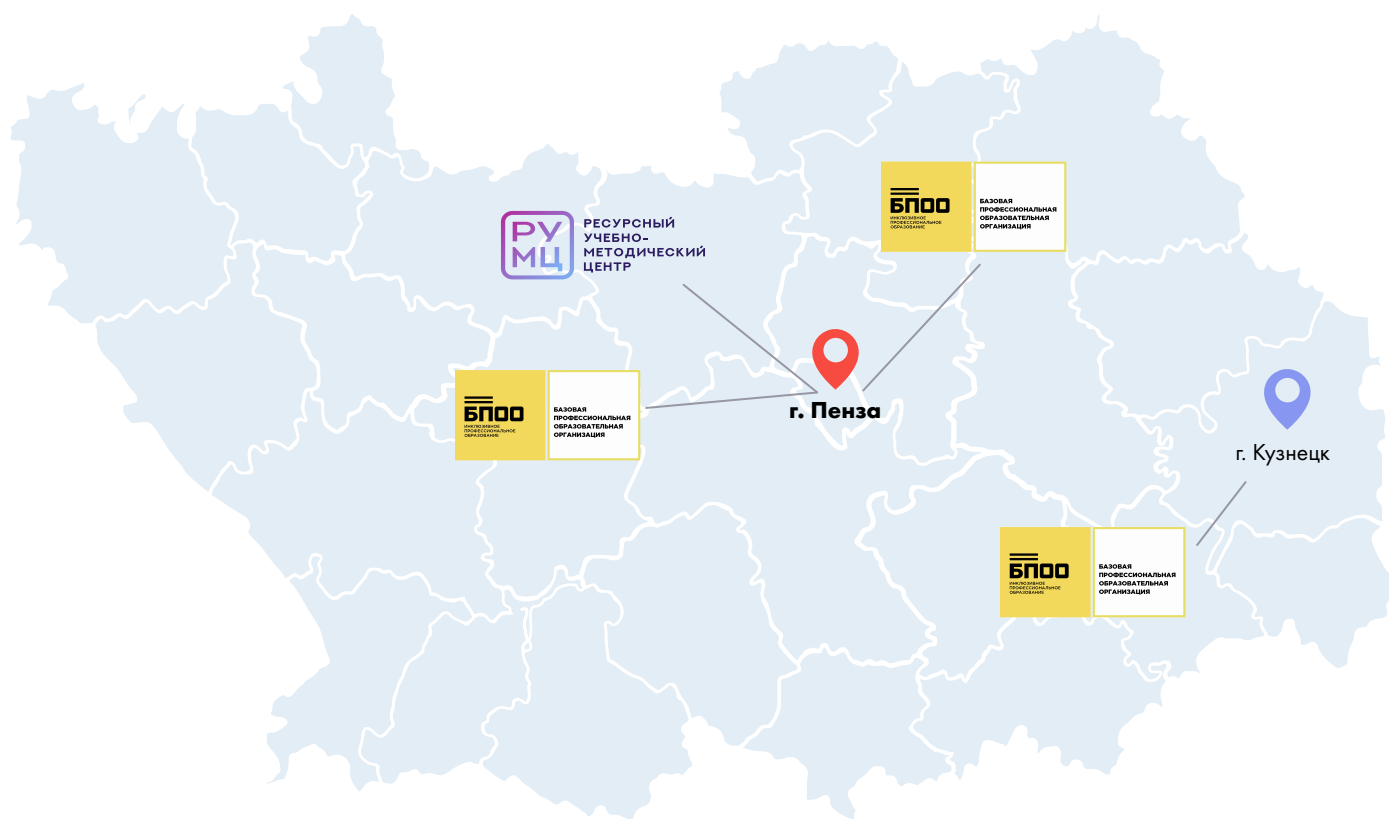 БПОО
ИНКЛЮЗИВНОЕ
ПРОФЕССИОНАЛЬНОЕ
ОБРАЗОВАНИЕ
БАЗОВАЯ
ПРОФЕССИОНАЛЬНАЯ
ОБРАЗОВАТЕЛЬНАЯ
ОРГАНИЗАЦИЯ
РУ
МЦ
РЕСУРСНЫЙ
УЧЕБНО-
МЕТОДИЧЕСКИЙ
ЦЕНТР
г. Пенза
БПОО
ИНКЛЮЗИВНОЕ
ПРОФЕССИОНАЛЬНОЕ
ОБРАЗОВАНИЕ
БАЗОВАЯ
ПРОФЕССИОНАЛЬНАЯ
ОБРАЗОВАТЕЛЬНАЯ
ОРГАНИЗАЦИЯ
г. Кузнецк
БПОО
ИНКЛЮЗИВНОЕ
ПРОФЕССИОНАЛЬНОЕ
ОБРАЗОВАНИЕ
БАЗОВАЯ
ПРОФЕССИОНАЛЬНАЯ
ОБРАЗОВАТЕЛЬНАЯ
ОРГАНИЗАЦИЯ